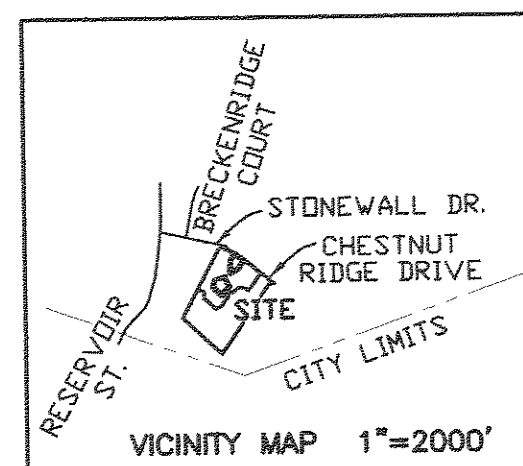 BRECKENRIDGE
COURT
STONEWALL DR.
CHESTNUT
RIDGE DRIVE
SITE
RESERVOIR
ST.
CITY LIMITS
VICINITY MAP 1"=2000'